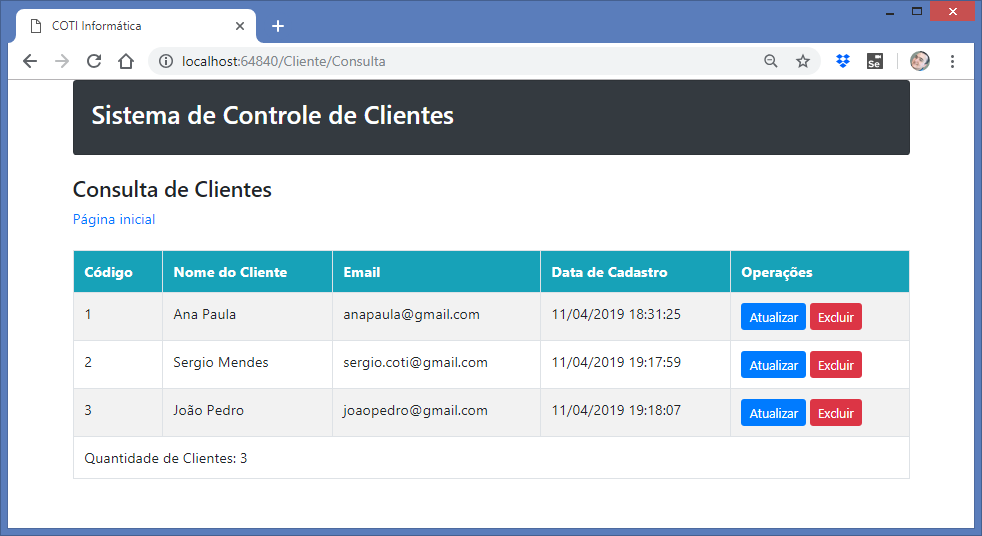 COTI Informática
localhost:64840/Cliente/Consulta
Se
Sistema de Controle de Clientes
Consulta de Clientes
Página inicial
Código Nome do Cliente Email Data de Cadastro Operações
1 Ana Paula anapaula@gmail.com 11/04/2019 18:31:25 Atualizar Excluir
2 Sergio Mendes sergio.coti@gmail.com 11/04/2019 19:17:59 Atualizar Excluir
3 João Pedro joaopedro@gmail.com 11/04/2019 19:18:07 Atualizar Excluir
Quantidade de Clientes: 3